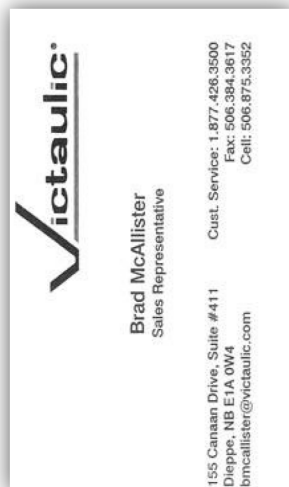 Victaulic®
Brad McAllister
Sales Representative
155 Canaan Drive, Suite #411
Dieppe, NB E1A 0W4
bmcallister@victaulic.com
Cust. Service: 1.877.426.3500
Fax: 506.384.3617
Cell: 506.875.3352